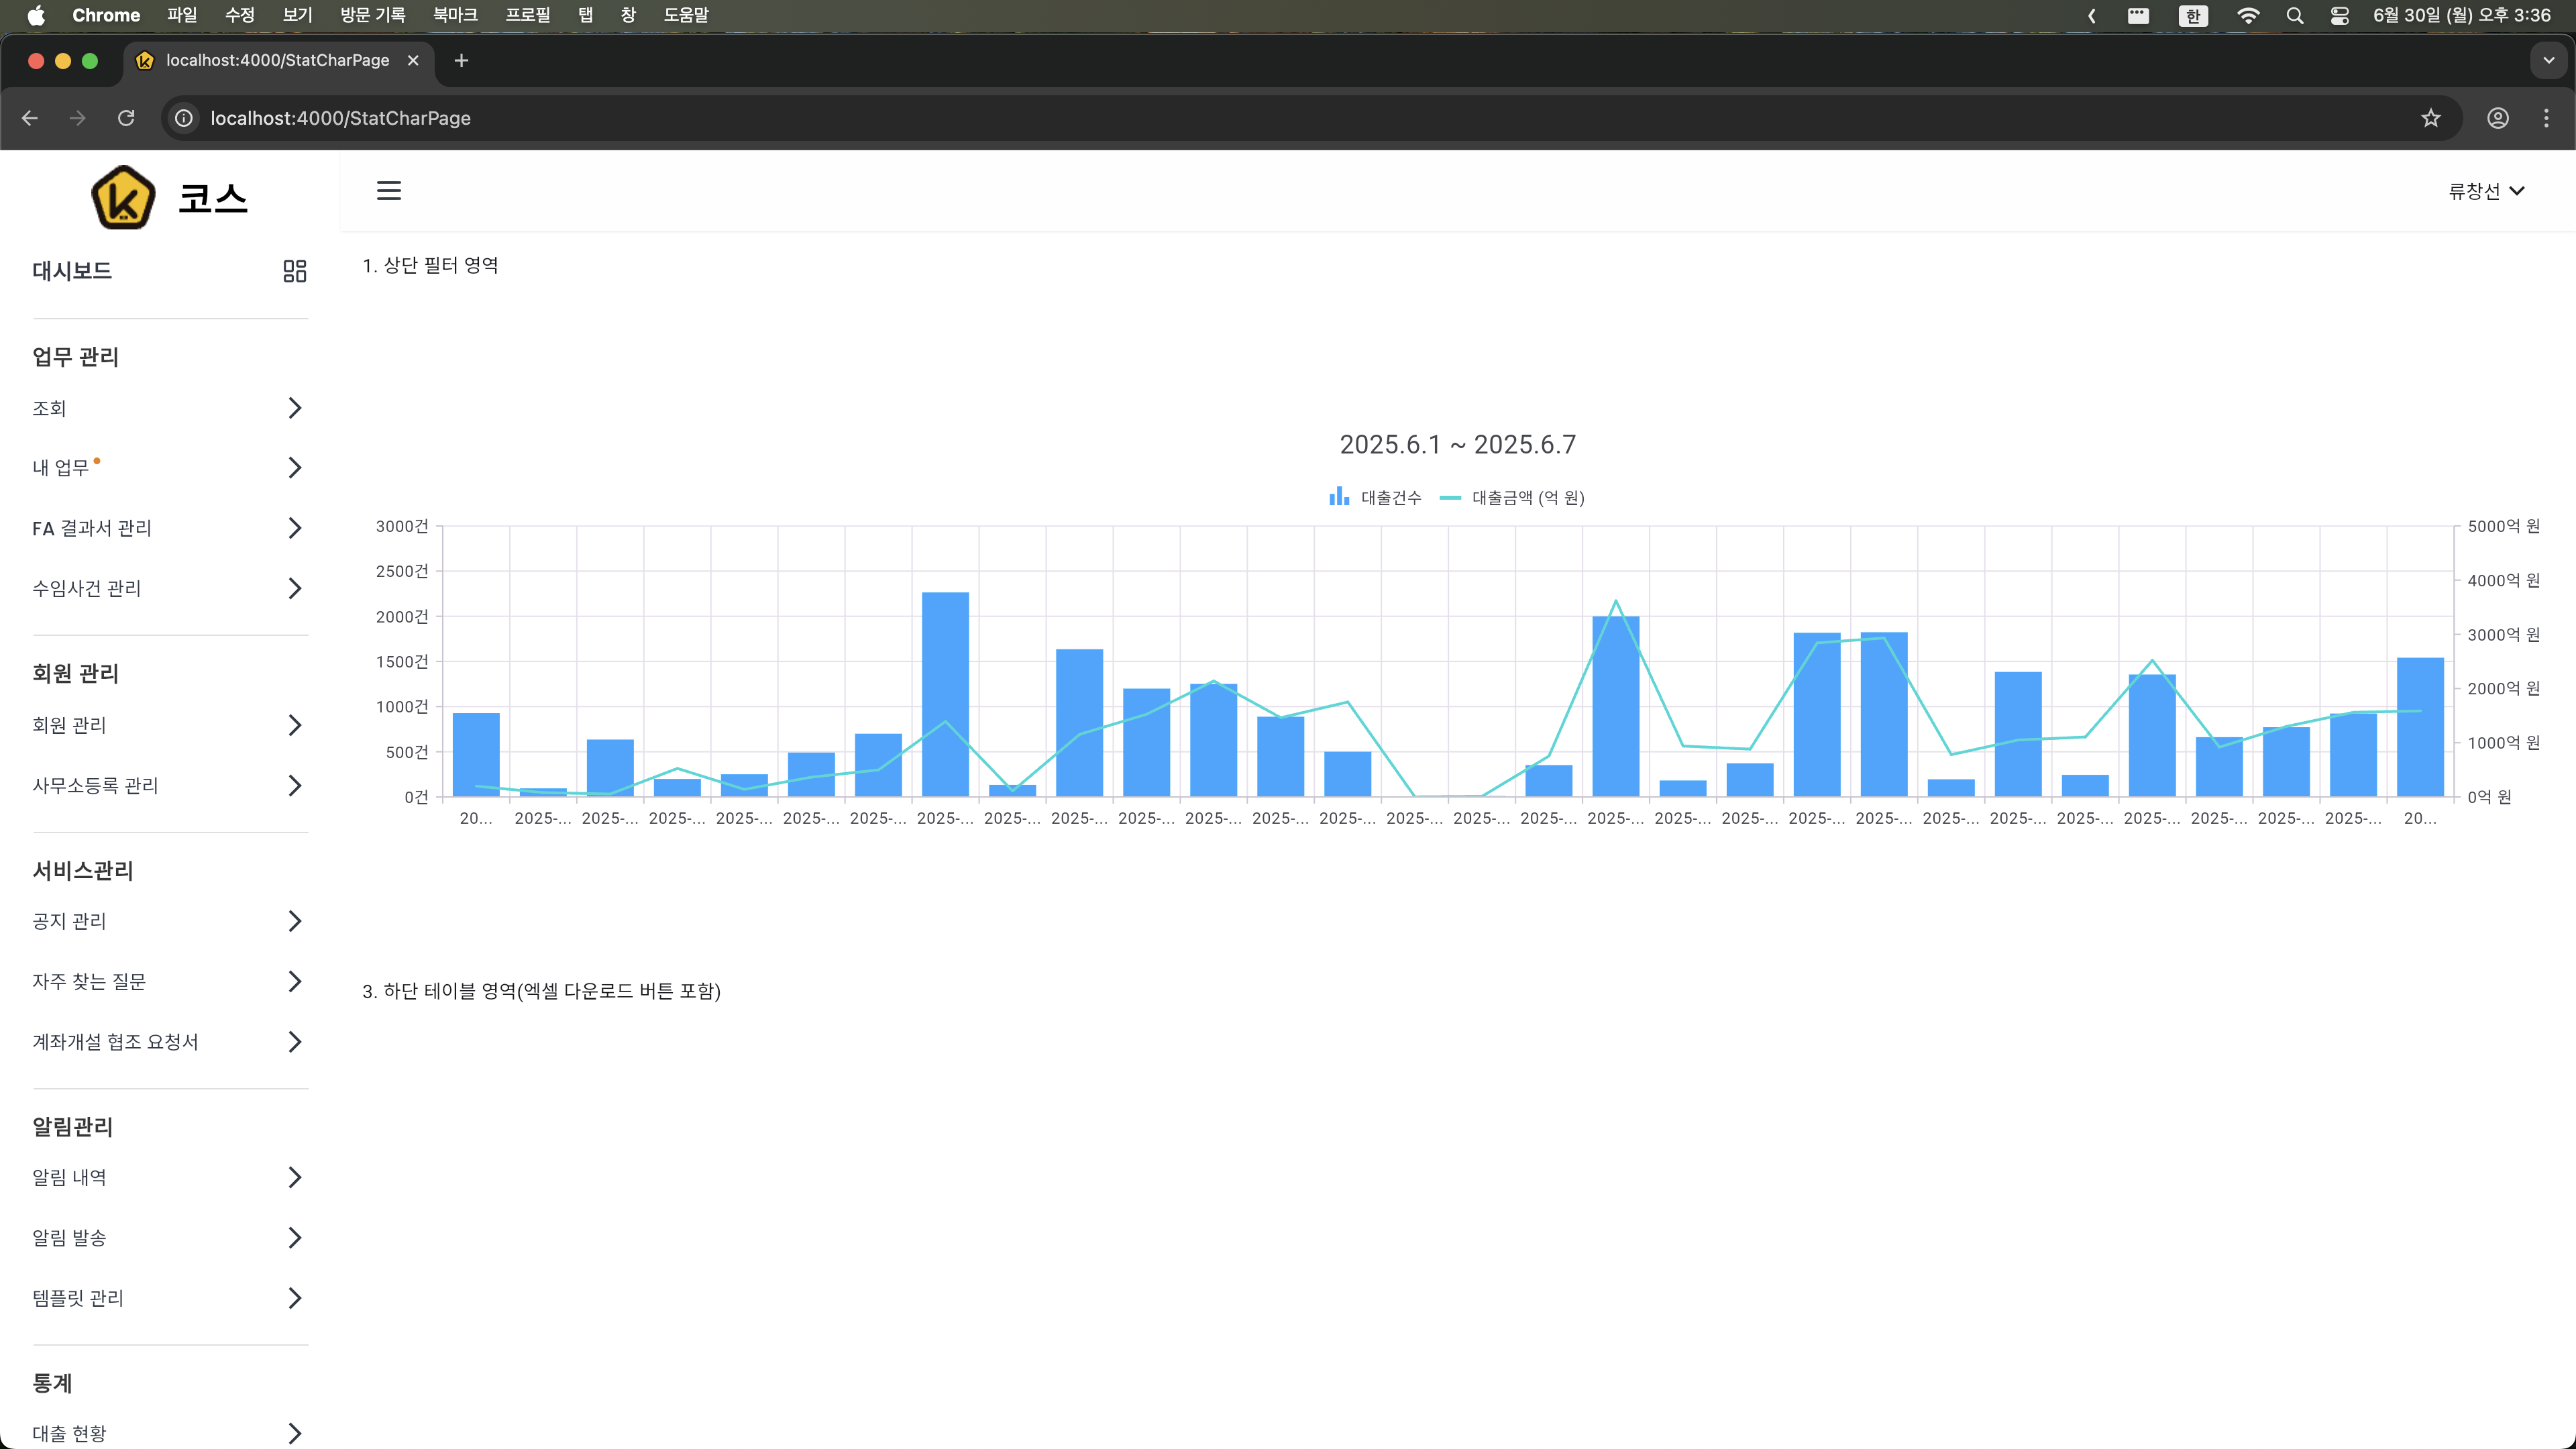 Chrome 파일 수정 보기 방문 기록 북마크 프로필 탭 창 도움말 한 6월 30일 (월) 오후 3:36
localhost:4000/StatCharPage
localhost:4000/StatCharPage
코스
류창선
대시보드
업무 관리
조회
내 업무
FA 결과서 관리
수임사건 관리
회원 관리
회원 관리
사무소등록 관리
서비스관리
공지 관리
자주 찾는 질문
계좌개설 협조 요청서
알림관리
알림 내역
알림 발송
템플릿 관리
통계
대출 현황
1. 상단 필터 영역
2025.6.1 ~ 2025.6.7
대출건수 대출금액 (억 원)
3000건
2500건
2000건
1500건
1000건
500건
0건
5000억 원
4000억 원
3000억 원
2000억 원
1000억 원
0억 원
20... 2025-... 2025-... 2025-... 2025-... 2025-... 2025-... 2025-... 2025-... 2025-... 2025-... 2025-... 2025-... 2025-... 2025-... 2025-... 2025-... 2025-... 2025-... 2025-... 2025-... 2025-... 2025-... 2025-... 2025-... 2025-... 2025-... 2025-... 2025-... 20...
3. 하단 테이블 영역(엑셀 다운로드 버튼 포함)